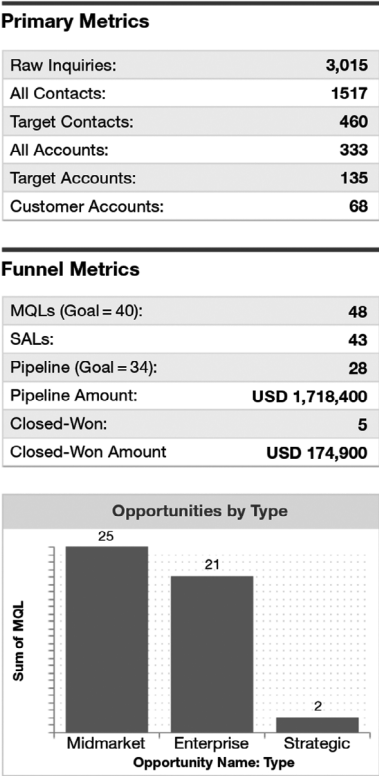 Primary Metrics
Raw Inquiries: 3,015
All Contacts: 1517
Target Contacts: 460
All Accounts: 333
Target Accounts: 135
Customer Accounts: 68
Funnel Metrics
MQLs (Goal = 40): 48
SALs: 43
Pipeline (Goal = 34): 28
Pipeline Amount: USD 1,718,400
Closed-Won: 5
Closed-Won Amount USD 174,900
Opportunities by Type
25
21
2
Sum of MQL
Midmarket Enterprise Strategic
Opportunity Name: Type